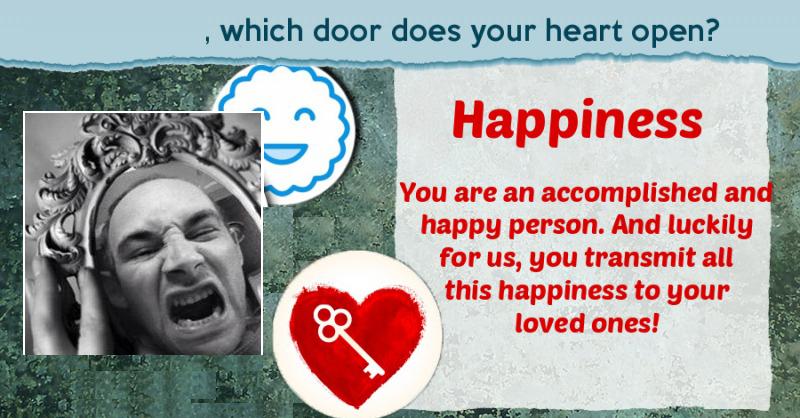 , which door does your heart open?
Happiness
You are an accomplished and
happy person. And luckily
for us, you transmit all
this happiness to your
loved ones!